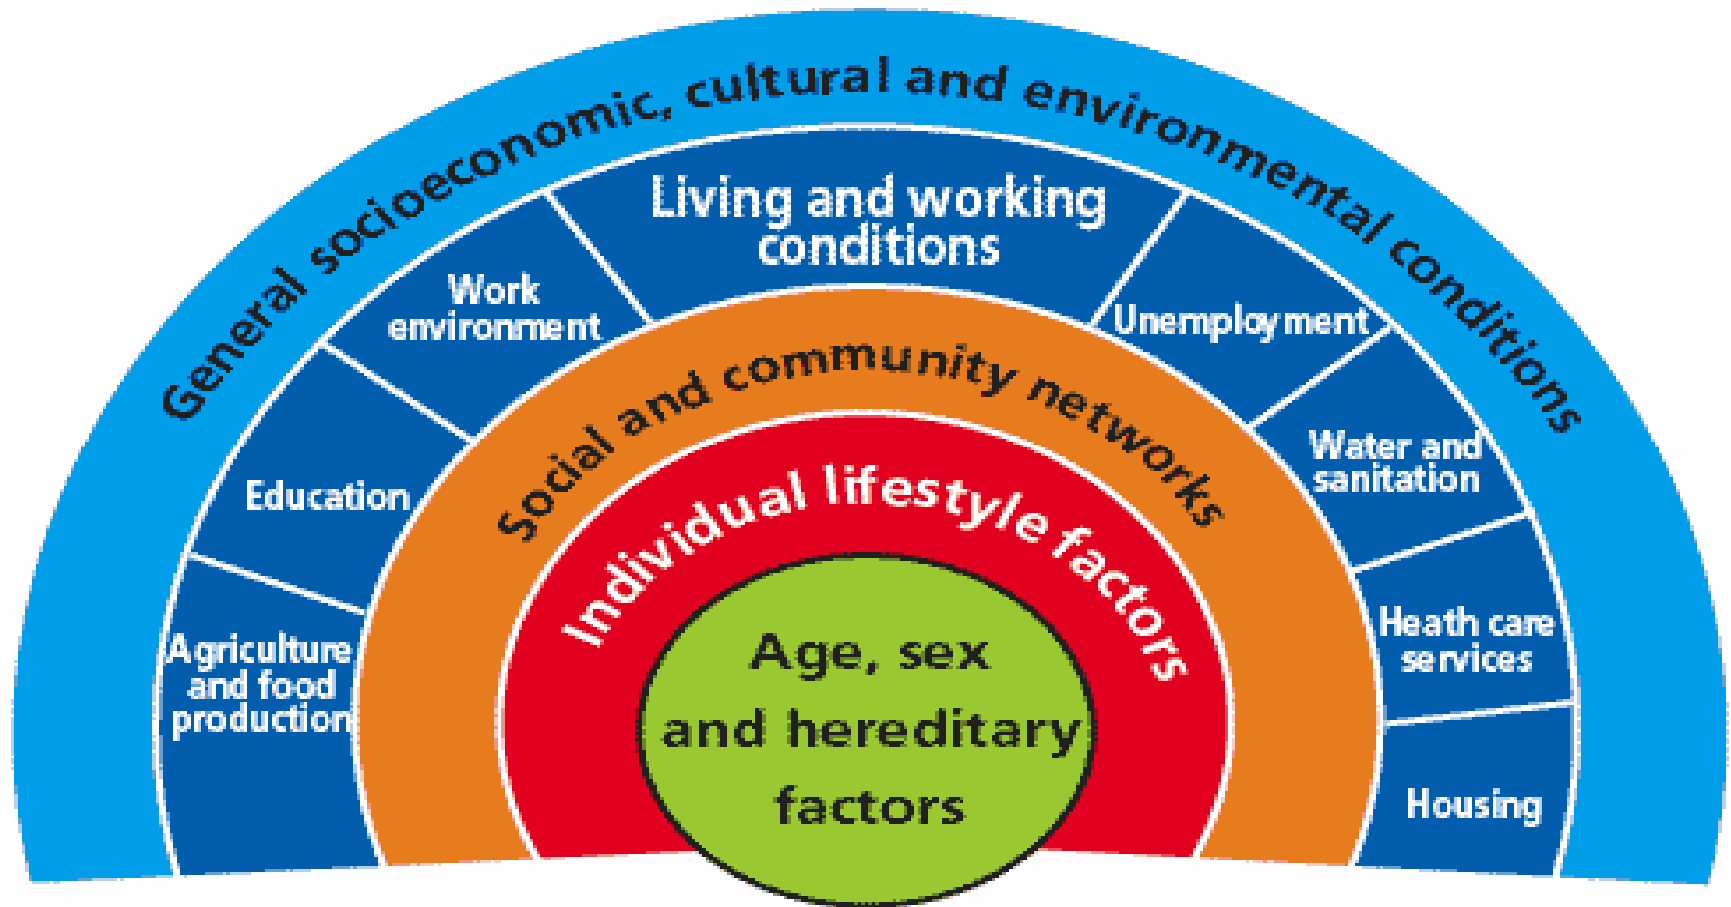 General socioeconomic, cultural and environmental conditions
Living and working
conditions
Work
environment
Unemployment
Education
Water and
sanitation
Agriculture
and food
production
Heath care
services
Housing
Social and community networks
Individual lifestyle factors
Age, sex
and hereditary
factors